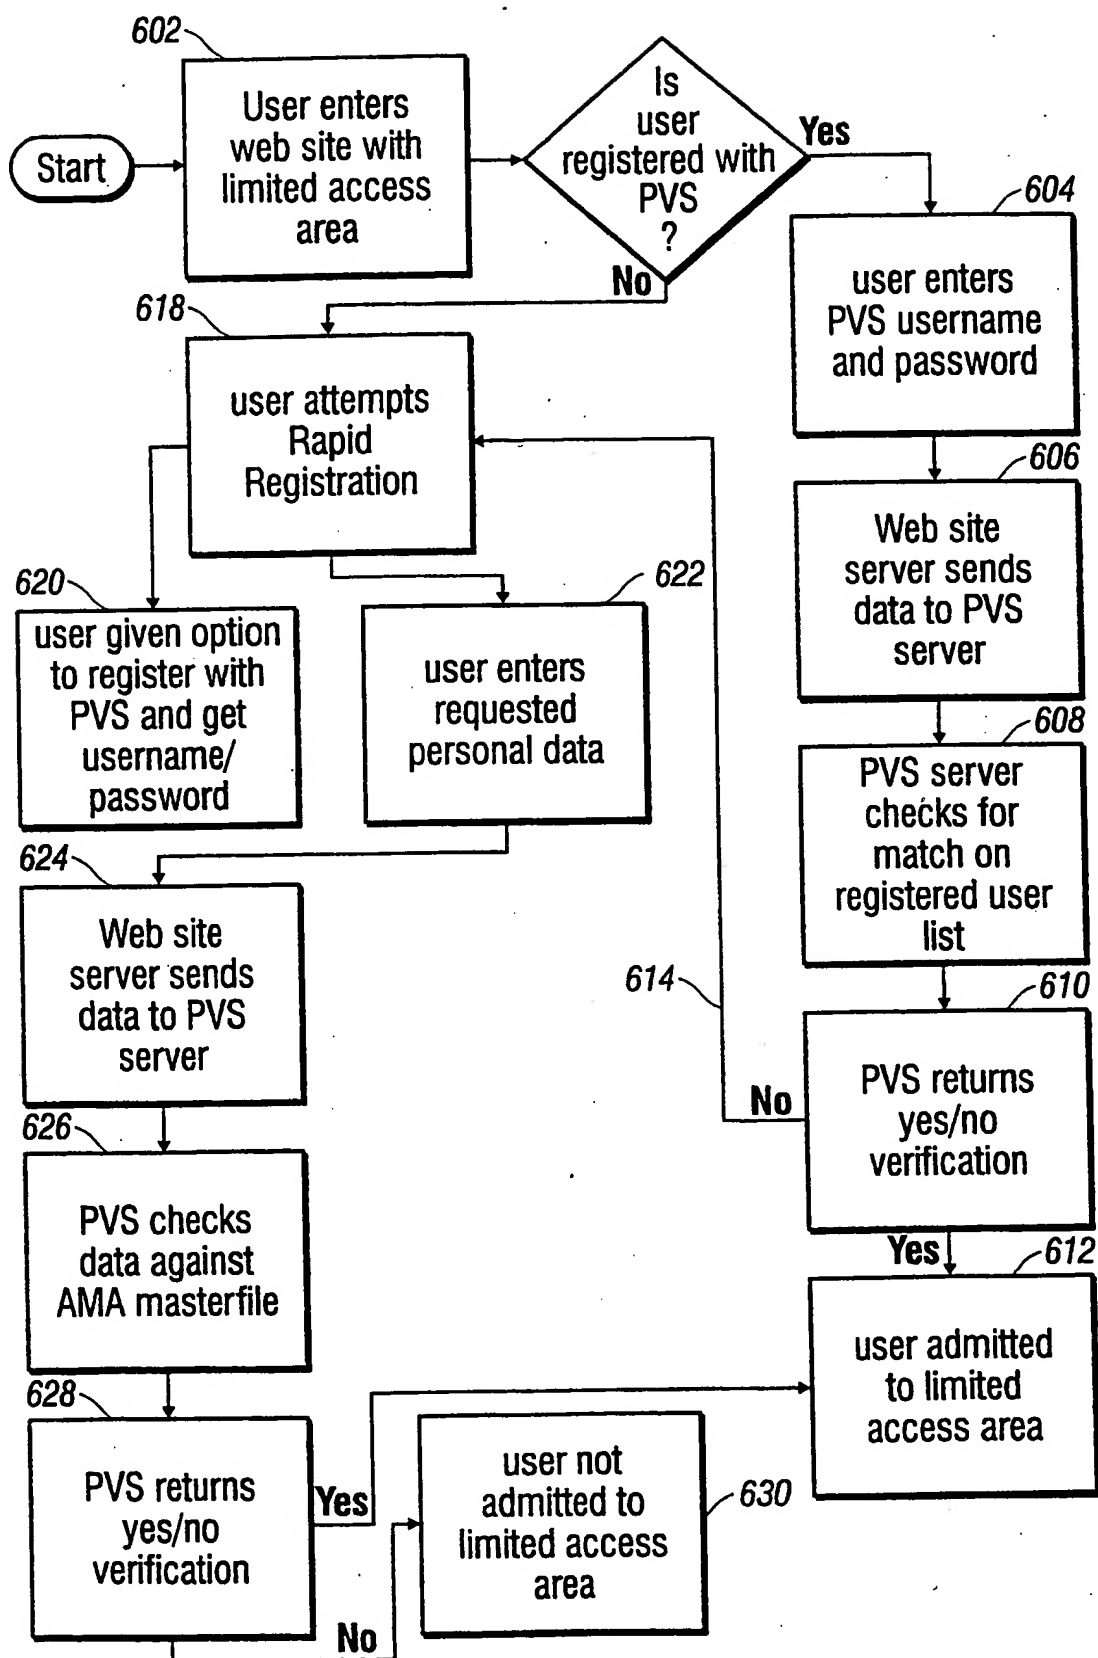 602
Start
User enters
web site with
limited access
area
Is
user
registered with
PVS
?
Yes
No
604
user enters
PVS username
and password
618
user attempts
Rapid
Registration
606
Web site
server sends
data to PVS
server
620
user given option
to register with
PVS and get
username/
password
622
user enters
requested
personal data
608
PVS server
checks for
match on
registered user
list
624
Web site
server sends
data to PVS
server
614
610
PVS returns
yes/no
verification
No
Yes
626
PVS checks
data against
AMA masterfile
612
user admitted
to limited
access area
628
PVS returns
yes/no
verification
Yes
No
user not
admitted to
limited access
area
630